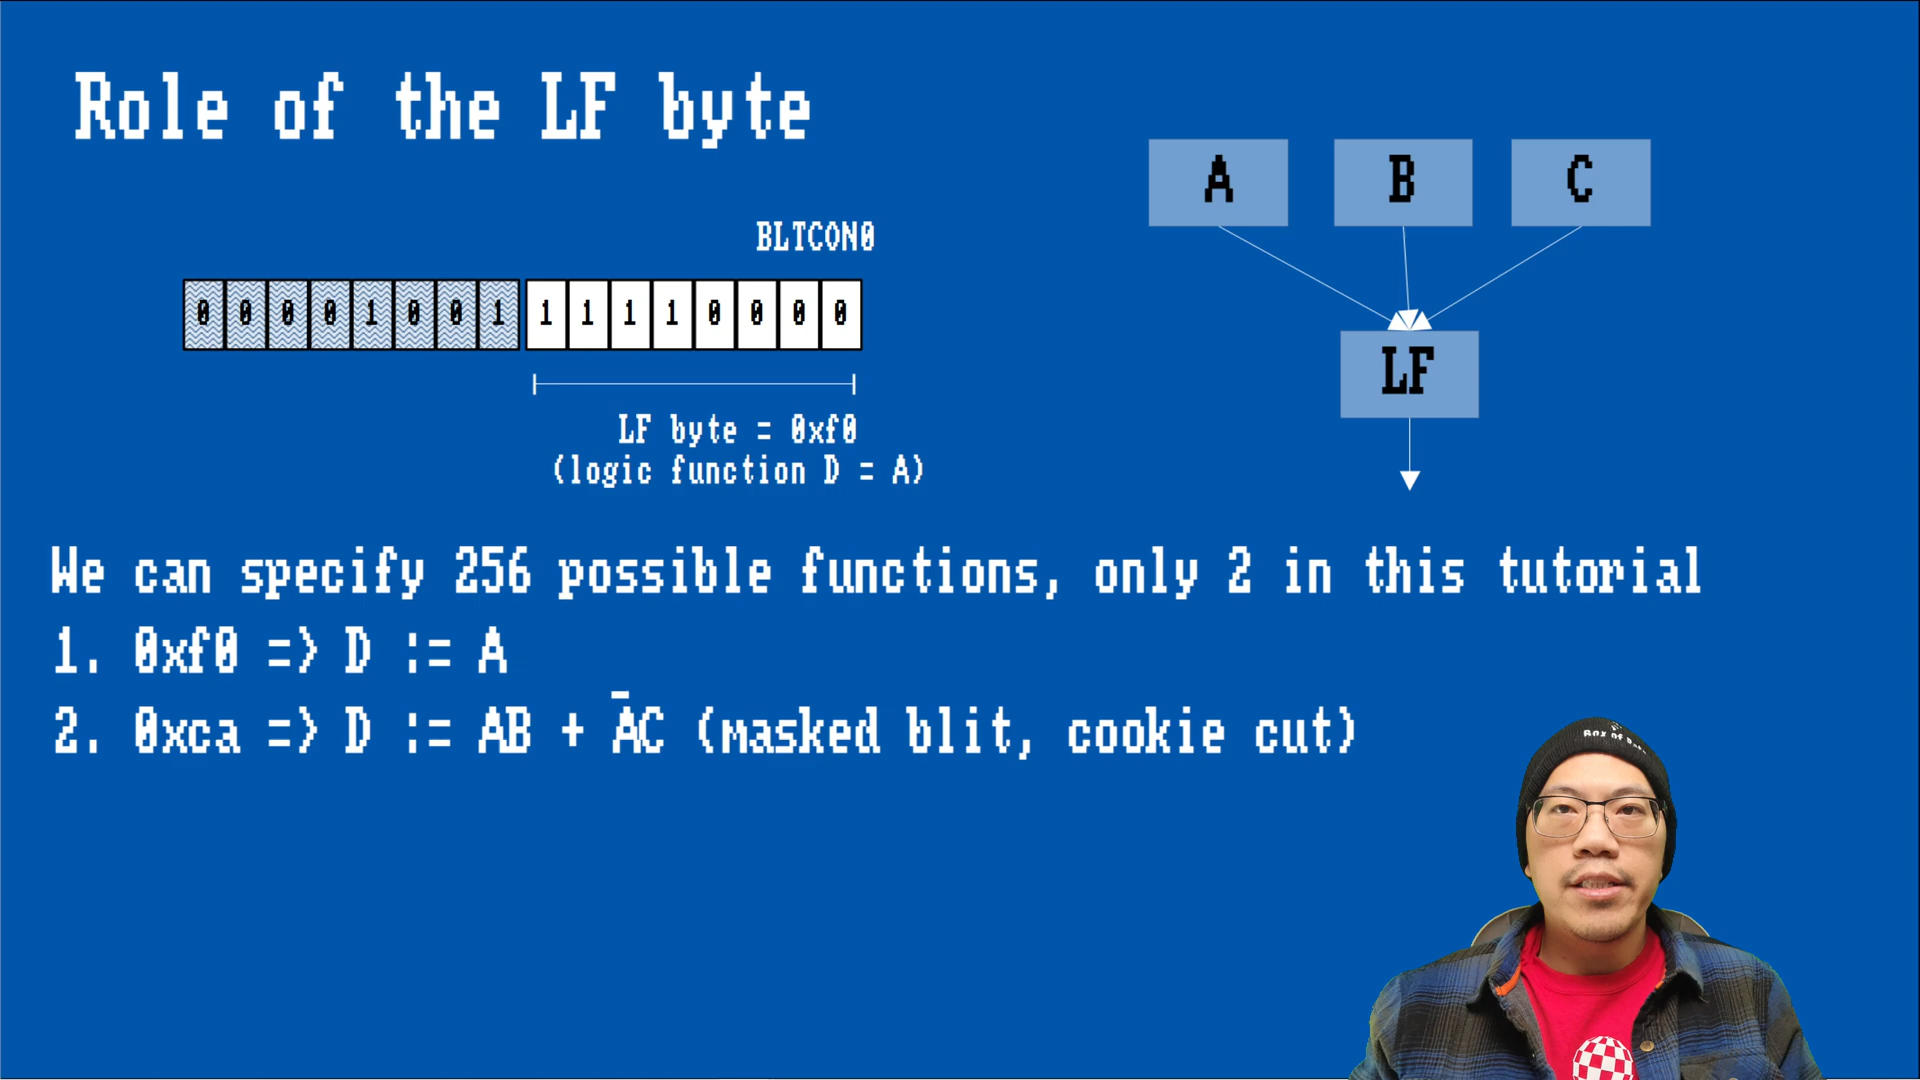 Role of the LF byte
A B C
BLTCON0
0 0 0 0 1 0 0 1 1 1 1 1 0 0 0 0
LF
LF byte = 0xf0
(logic function D = A)
We can specify 256 possible functions, only 2 in this tutorial
1. 0xf0 => D := A
2. 0xca => D := AB + A̅C (masked blit, cookie cut)
Box of